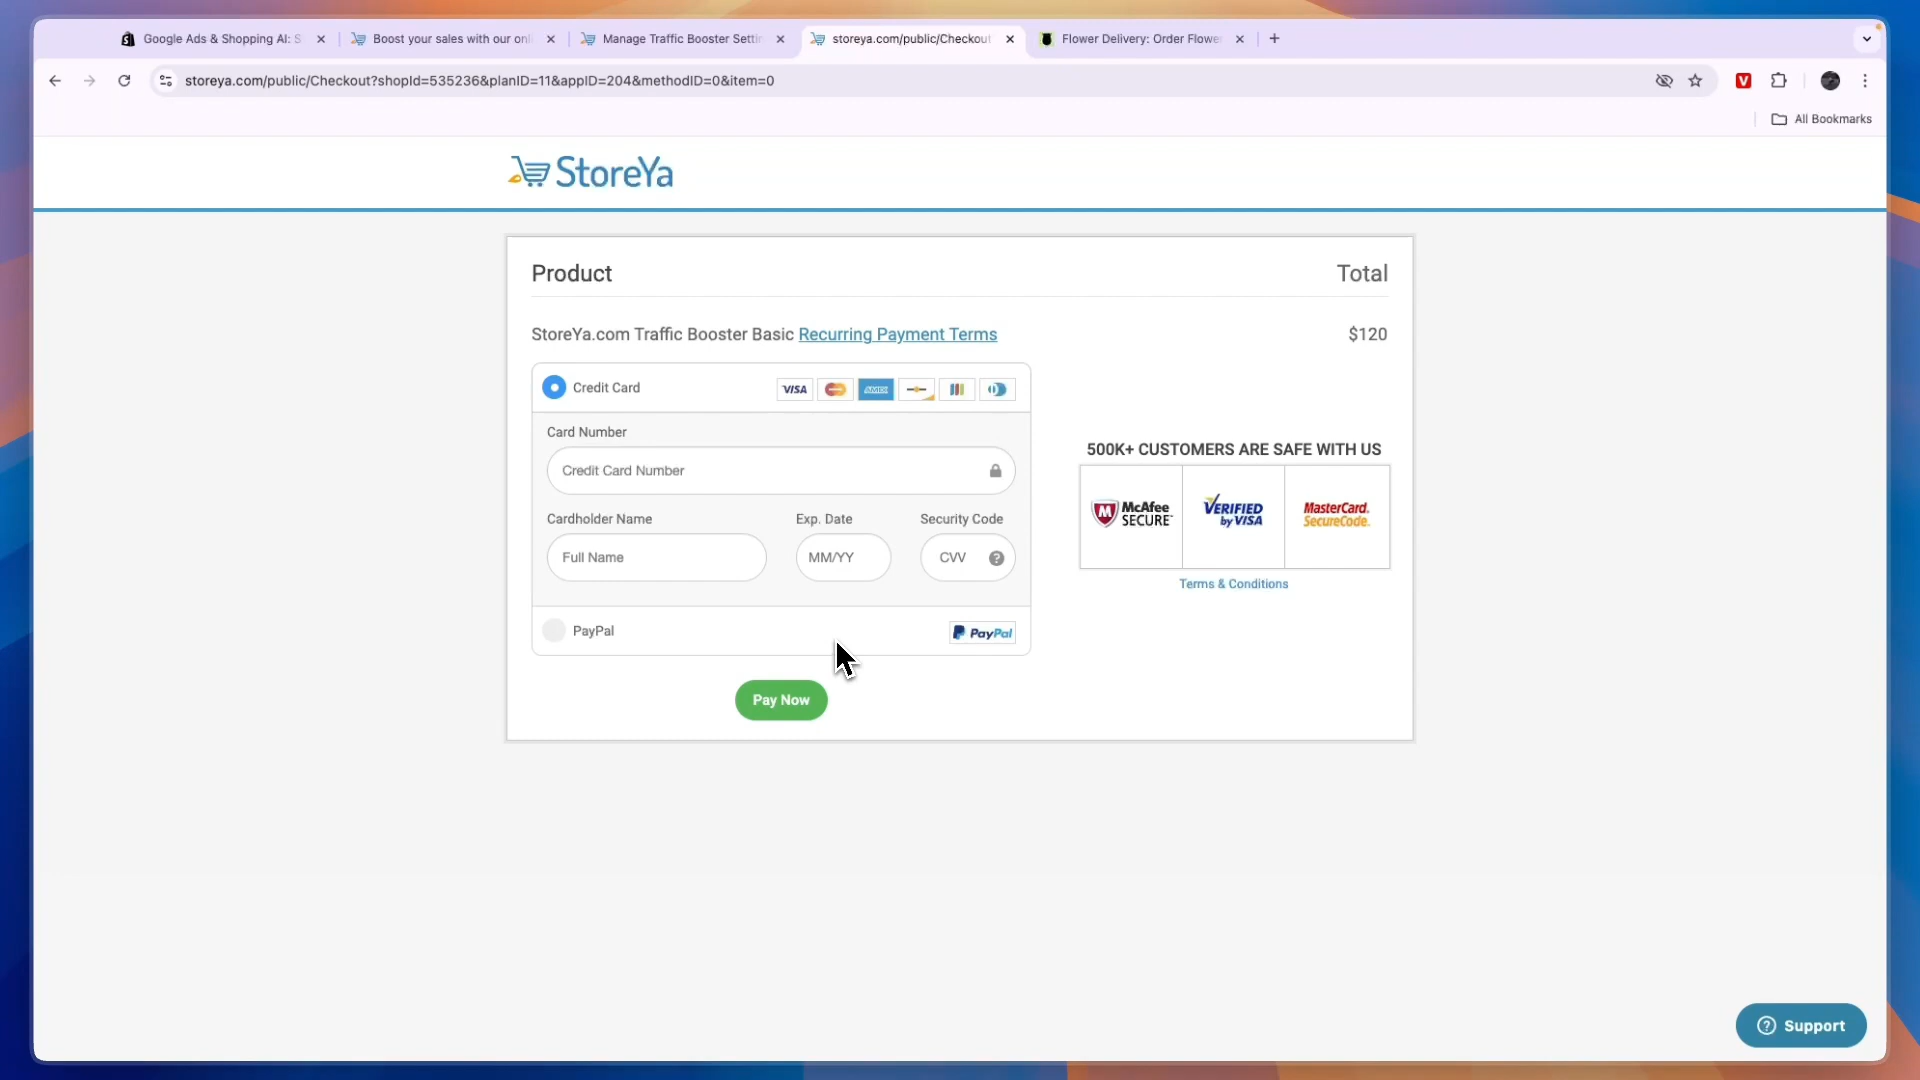 Google Ads & Shopping AI: S
Boost your sales with our onl
Manage Traffic Booster Settin
storeya.com/public/Checkout
Flower Delivery: Order Flowe
storeya.com/public/Checkout?shopId=535236&planID=11&appID=204&methodID=0&item=0
V
All Bookmarks
StoreYa
Product
Total
StoreYa.com Traffic Booster Basic Recurring Payment Terms
$120
Credit Card
VISA
AMEX
Card Number
Credit Card Number
Cardholder Name
Exp. Date
Security Code
Full Name
MM/YY
CVV
PayPal
PayPal
Pay Now
500K+ CUSTOMERS ARE SAFE WITH US
McAfee
SECURE
VERIFIED
by VISA
MasterCard.
SecureCode.
Terms & Conditions
Support